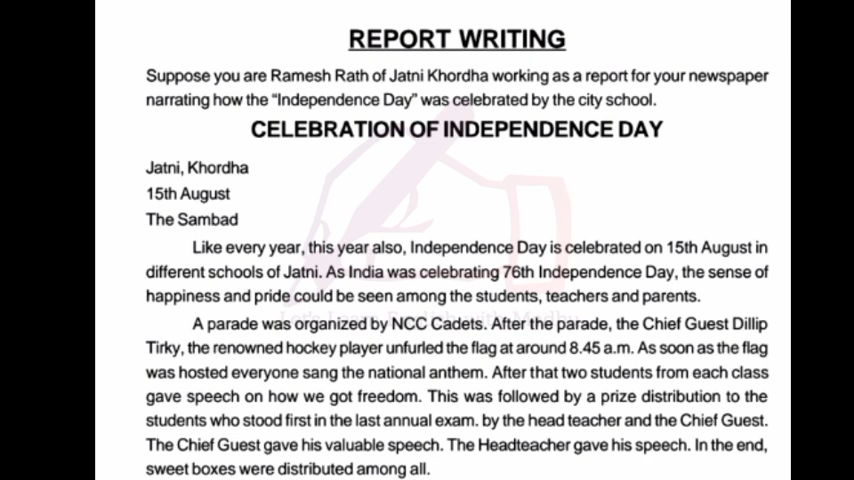 REPORT WRITING
Suppose you are Ramesh Rath of Jatni Khordha working as a report for your newspaper
narrating how the “Independence Day” was celebrated by the city school.
CELEBRATION OF INDEPENDENCE DAY
Jatni, Khordha
15th August
The Sambad
Like every year, this year also, Independence Day is celebrated on 15th August in
different schools of Jatni. As India was celebrating 76th Independence Day, the sense of
happiness and pride could be seen among the students, teachers and parents.
A parade was organized by NCC Cadets. After the parade, the Chief Guest Dillip
Tirky, the renowned hockey player unfurled the flag at around 8.45 a.m. As soon as the flag
was hosted everyone sang the national anthem. After that two students from each class
gave speech on how we got freedom. This was followed by a prize distribution to the
students who stood first in the last annual exam. by the head teacher and the Chief Guest.
The Chief Guest gave his valuable speech. The Headteacher gave his speech. In the end,
sweet boxes were distributed among all.